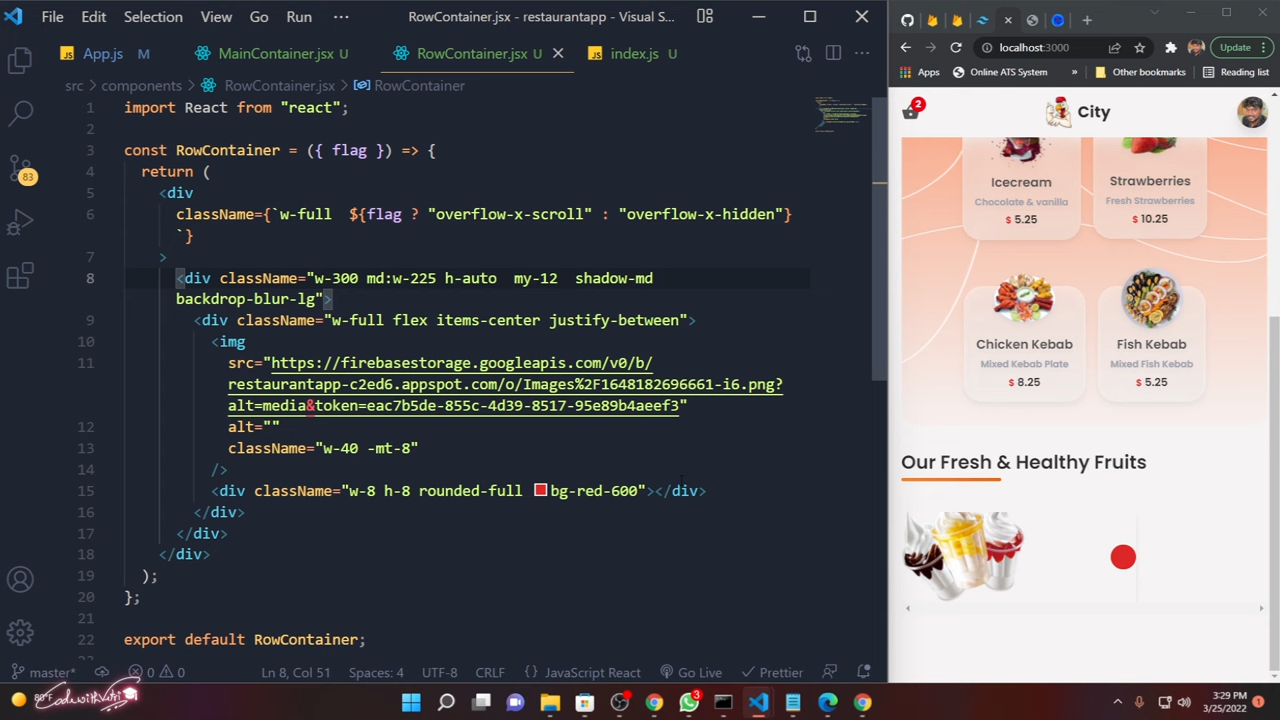 File Edit Selection View Go Run ··· RowContainer.jsx - restaurantapp - Visual S...
App.js M MainContainer.jsx U RowContainer.jsx U index.js U
src > components > RowContainer.jsx > RowContainer
1 import React from "react";
2
3 const RowContainer = ({ flag }) => {
4 return (
5 <div
6 className={`w-full ${flag ? "overflow-x-scroll" : "overflow-x-hidden"}
`}
7 >
8 <div className="w-300 md:w-225 h-auto my-12 shadow-md
backdrop-blur-lg">
9 <div className="w-full flex items-center justify-between">
10 <img
11 src="https://firebasestorage.googleapis.com/v0/b/
restaurantapp-c2ed6.appspot.com/o/Images%2F1648182696661-i6.png?
alt=media&token=eac7b5de-855c-4d39-8517-95e89b4aeef3"
12 alt=""
13 className="w-40 -mt-8"
14 />
15 <div className="w-8 h-8 rounded-full bg-red-600"></div>
16 </div>
17 </div>
18 </div>
19 );
20 };
21
22 export default RowContainer;
83
master* 0 0 Ln 8, Col 51 Spaces: 4 UTF-8 CRLF {} JavaScript React Go Live Prettier
localhost:3000 Update
Apps Online ATS System » Other bookmarks Reading list
2 City
Icecream
Chocolate & vanilla
$ 5.25
Strawberries
Fresh Strawberries
$ 10.25
Chicken Kebab
Mixed Kebab Plate
$ 8.25
Fish Kebab
Mixed Fish Kebab
$ 5.25
Our Fresh & Healthy Fruits
80°F
3
3:29 PM
3/25/2022